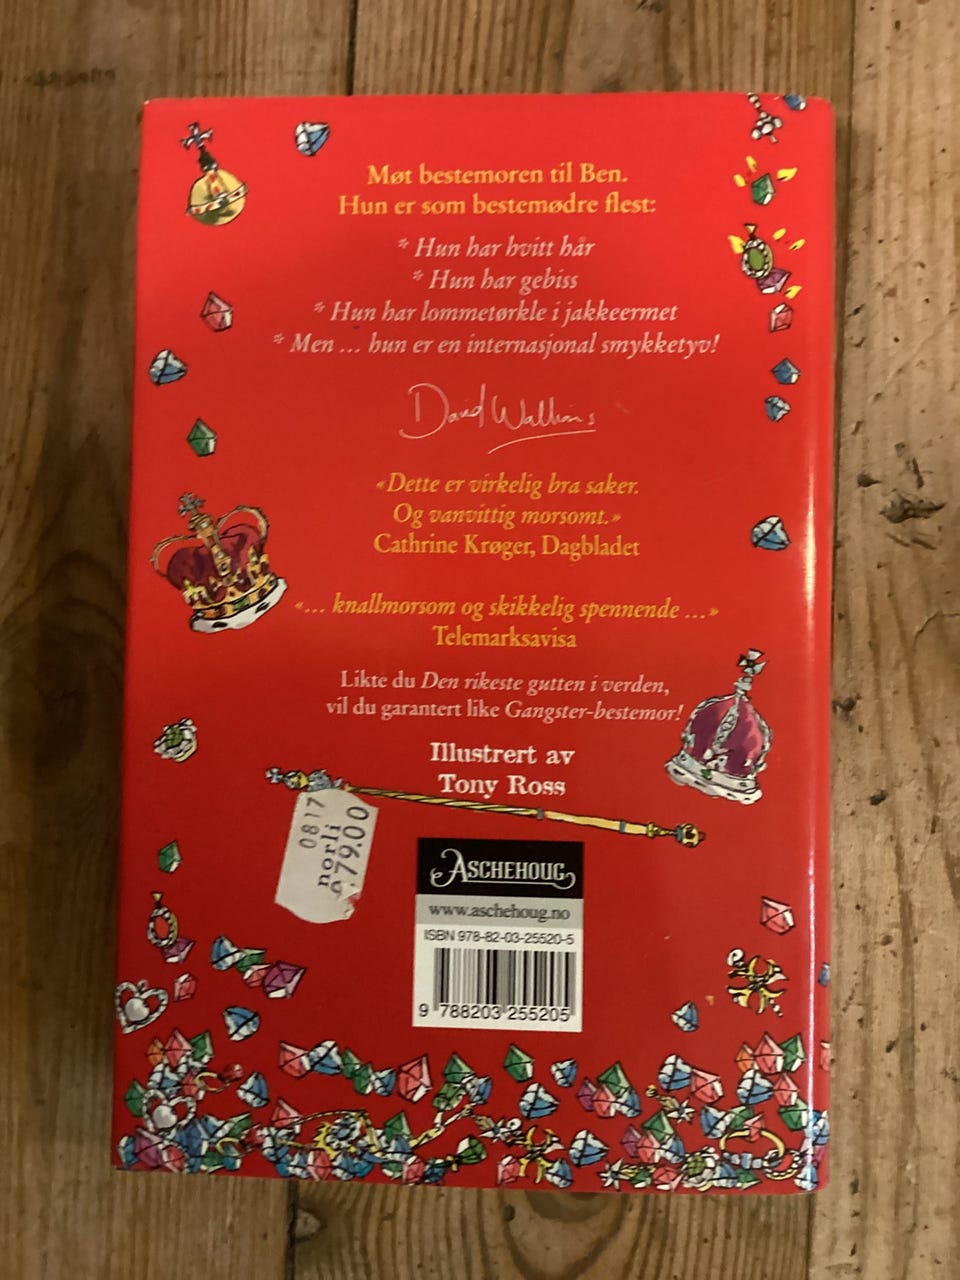 Møt bestemoren til Ben.
Hun er som bestemødre flest:
* Hun har hvitt hår
* Hun har gebiss
* Hun har lommetørkle i jakkeermet
* Men ... hun er en internasjonal smykketyv!
David Walliams
«Dette er virkelig bra saker.
Og vanvittig morsomt.»
Cathrine Krøger, Dagbladet
«... knallmorsom og skikkelig spennende ...»
Telemarksavisa
Likte du Den rikeste gutten i verden,
vil du garantert like Gangster-bestemor!
Illustrert av
Tony Ross
0817
norli
79.00
ASCHEHOUG
www.aschehoug.no
ISBN 978-82-03-25520-5
9 788203 255205